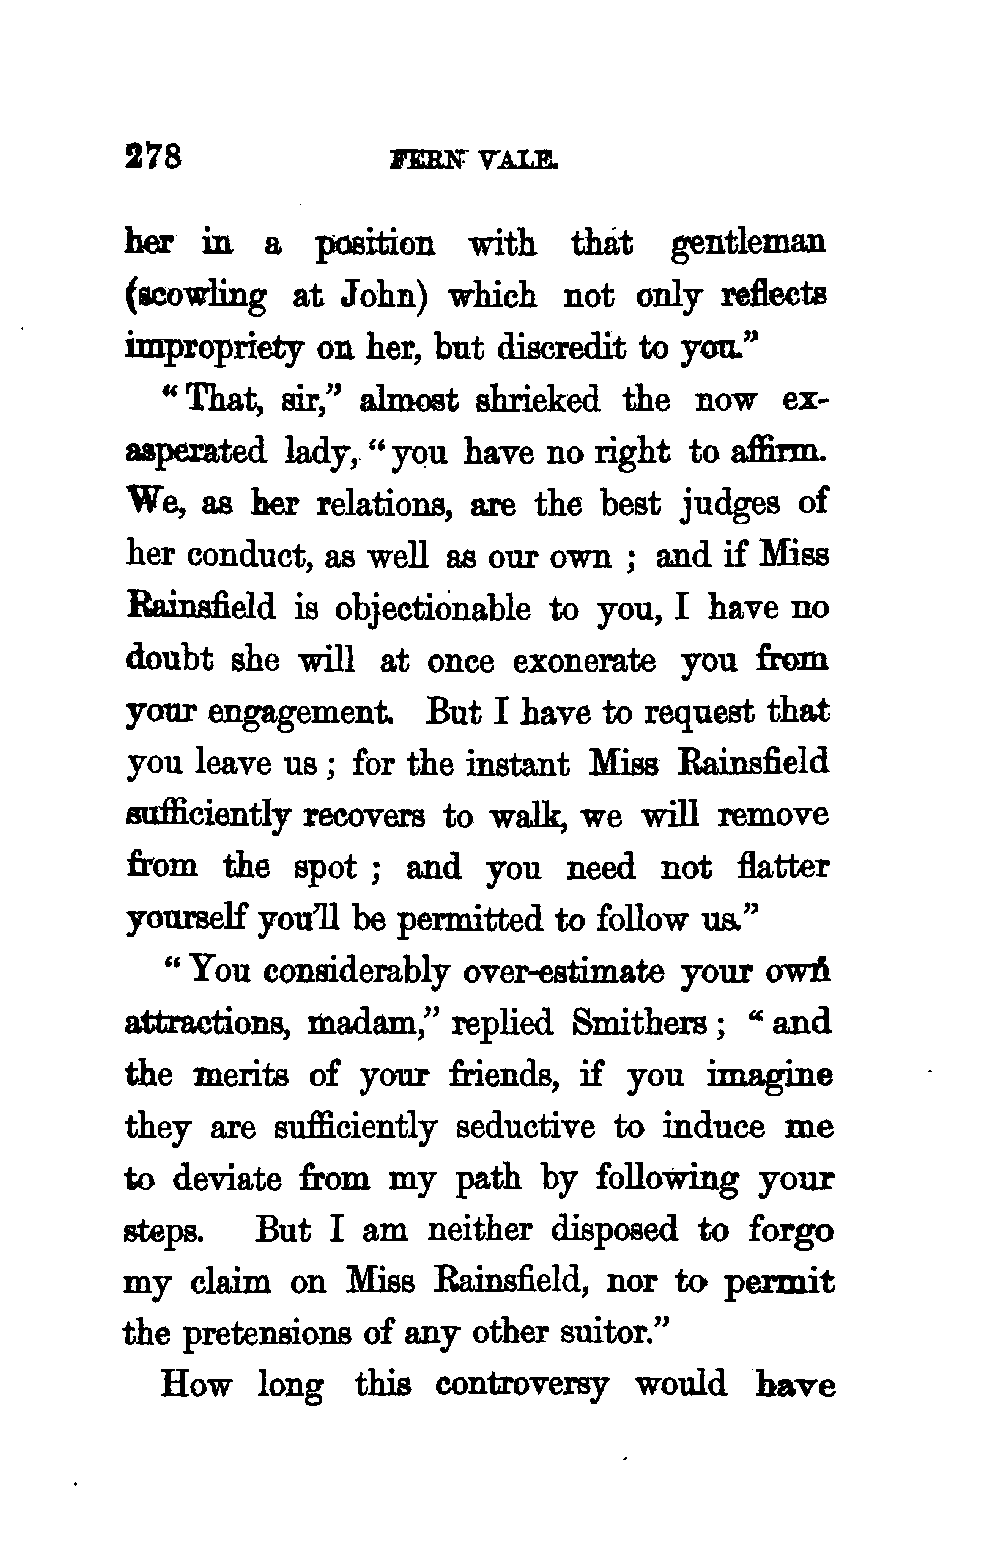 278 FERN VALE.
her in a position with that gentleman
(scowling at John) which not only reflects
impropriety on her, but discredit to you.”
“That, sir,” almost shrieked the now ex-
asperated lady, “you have no right to affirm.
We, as her relations, are the best judges of
her conduct, as well as our own ; and if Miss
Rainsfield is objectionable to you, I have no
doubt she will at once exonerate you from
your engagement. But I have to request that
you leave us ; for the instant Miss Rainsfield
sufficiently recovers to walk, we will remove
from the spot ; and you need not flatter
yourself you'll be permitted to follow us.”
“You considerably over-estimate your own
attractions, madam,” replied Smithers ; “and
the merits of your friends, if you imagine
they are sufficiently seductive to induce me
to deviate from my path by following your
steps. But I am neither disposed to forgo
my claim on Miss Rainsfield, nor to permit
the pretensions of any other suitor.”
How long this controversy would have